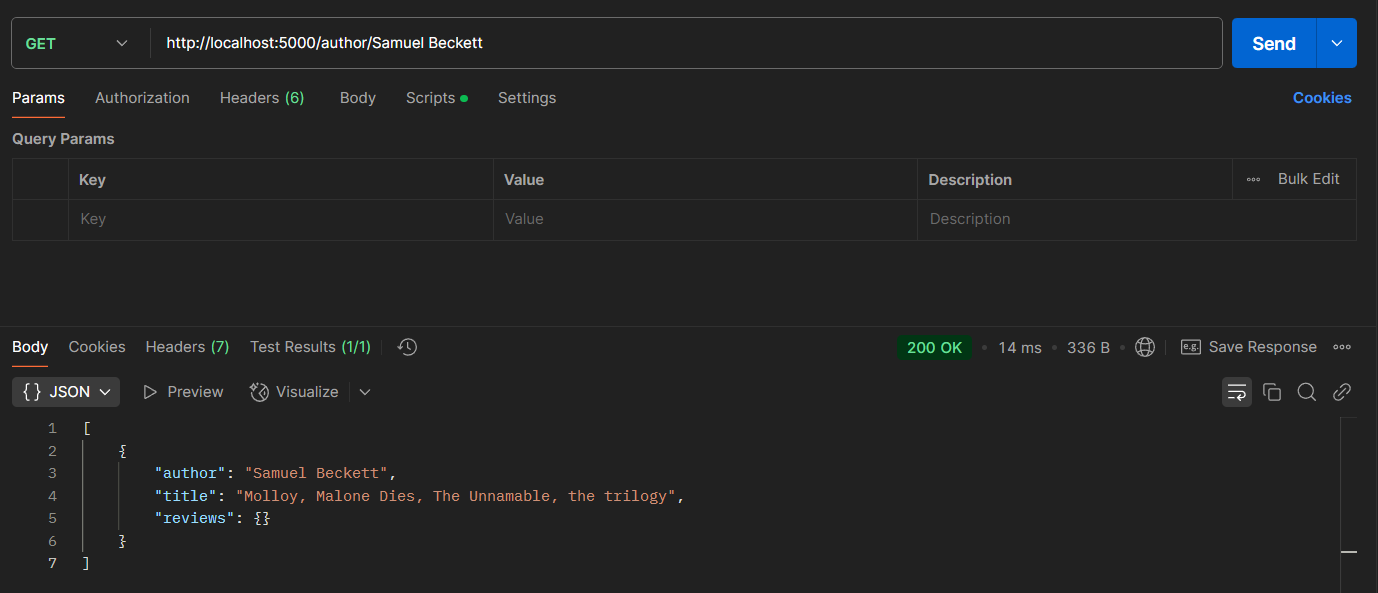 GET http://localhost:5000/author/Samuel Beckett Send
Params Authorization Headers (6) Body Scripts Settings Cookies
Query Params
Key Value Description Bulk Edit
Key Value Description
Body Cookies Headers (7) Test Results (1/1) 200 OK 14 ms 336 B e.g. Save Response
{} JSON Preview Visualize
1 [
2 {
3 "author": "Samuel Beckett",
4 "title": "Molloy, Malone Dies, The Unnamable, the trilogy",
5 "reviews": {}
6 }
7 ]